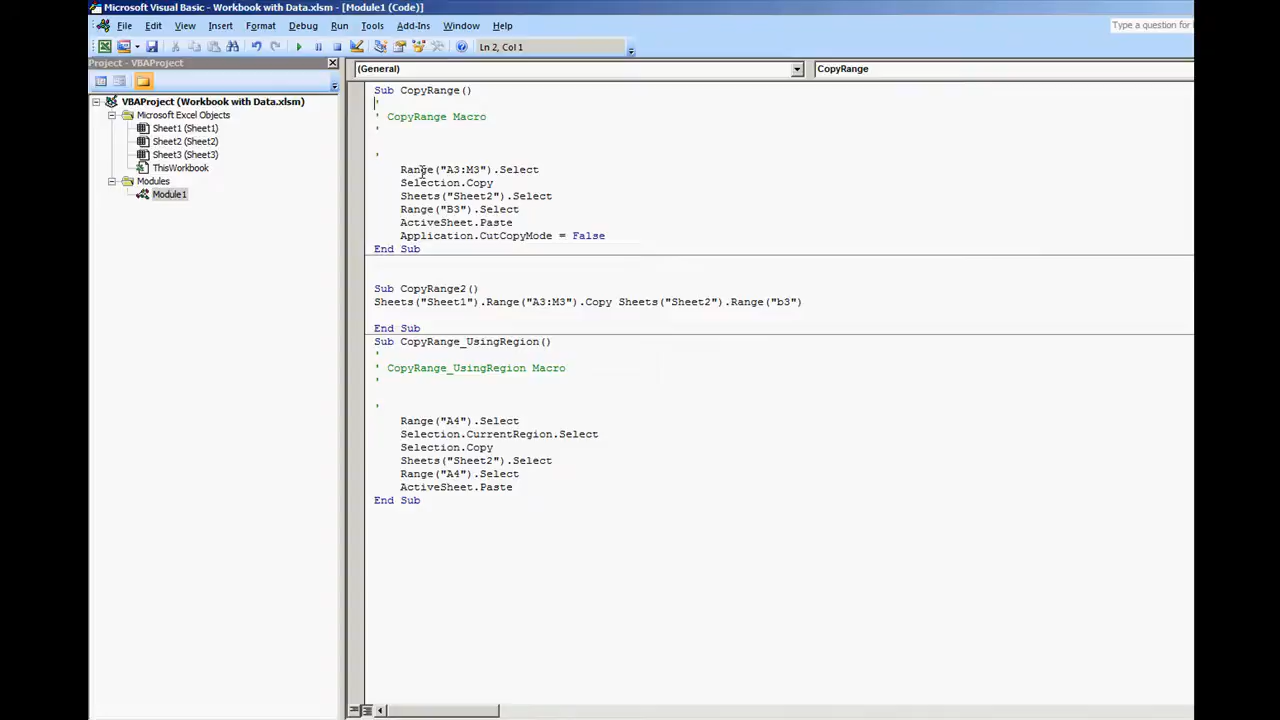 Microsoft Visual Basic - Workbook with Data.xlsm - [Module1 (Code)]
File Edit View Insert Format Debug Run Tools Add-Ins Window Help
Type a question for
Ln 2, Col 1
Project - VBAProject
VBAProject (Workbook with Data.xlsm)
Microsoft Excel Objects
Sheet1 (Sheet1)
Sheet2 (Sheet2)
Sheet3 (Sheet3)
ThisWorkbook
Modules
Module1
(General)
CopyRange
Sub CopyRange()
'
' CopyRange Macro
'
'
Range("A3:M3").Select
Selection.Copy
Sheets("Sheet2").Select
Range("B3").Select
ActiveSheet.Paste
Application.CutCopyMode = False
End Sub
Sub CopyRange2()
Sheets("Sheet1").Range("A3:M3").Copy Sheets("Sheet2").Range("b3")
End Sub
Sub CopyRange_UsingRegion()
'
' CopyRange_UsingRegion Macro
'
'
Range("A4").Select
Selection.CurrentRegion.Select
Selection.Copy
Sheets("Sheet2").Select
Range("A4").Select
ActiveSheet.Paste
End Sub